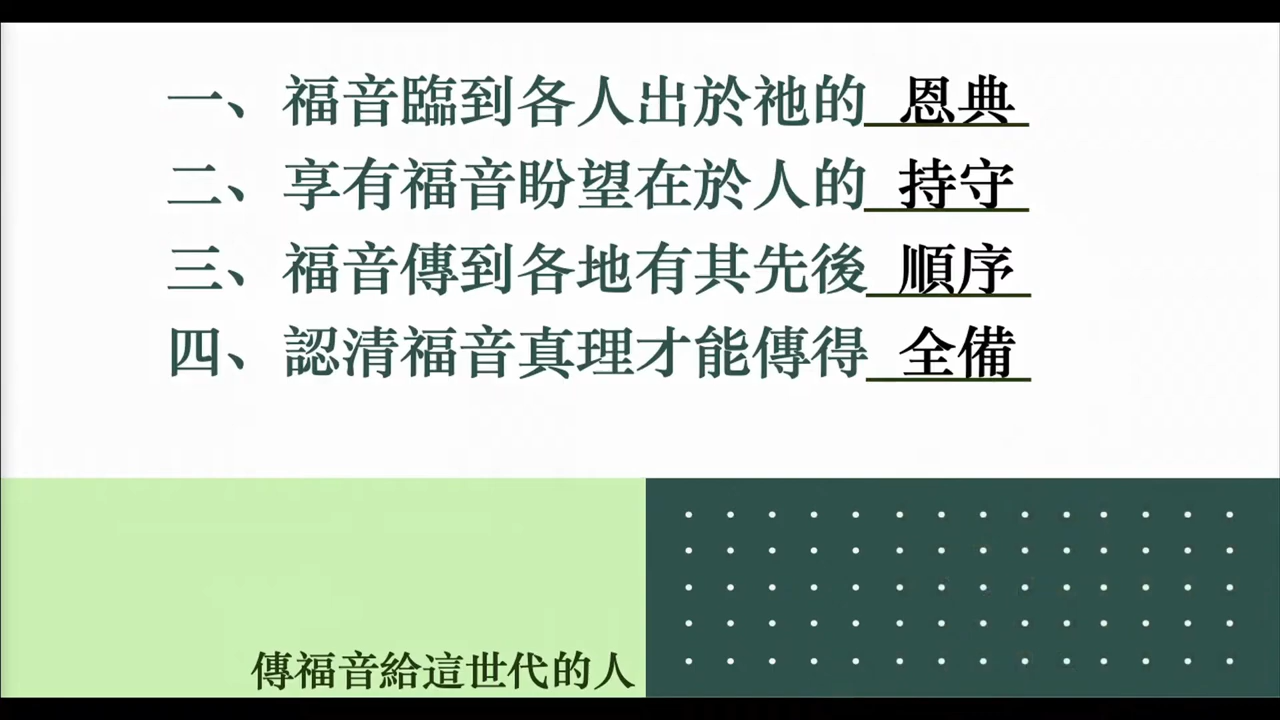 一、福音臨到各人出於祂的 恩典
二、享有福音盼望在於人的 持守
三、福音傳到各地有其先後 順序
四、認清福音真理才能傳得 全備
傳福音給這世代的人